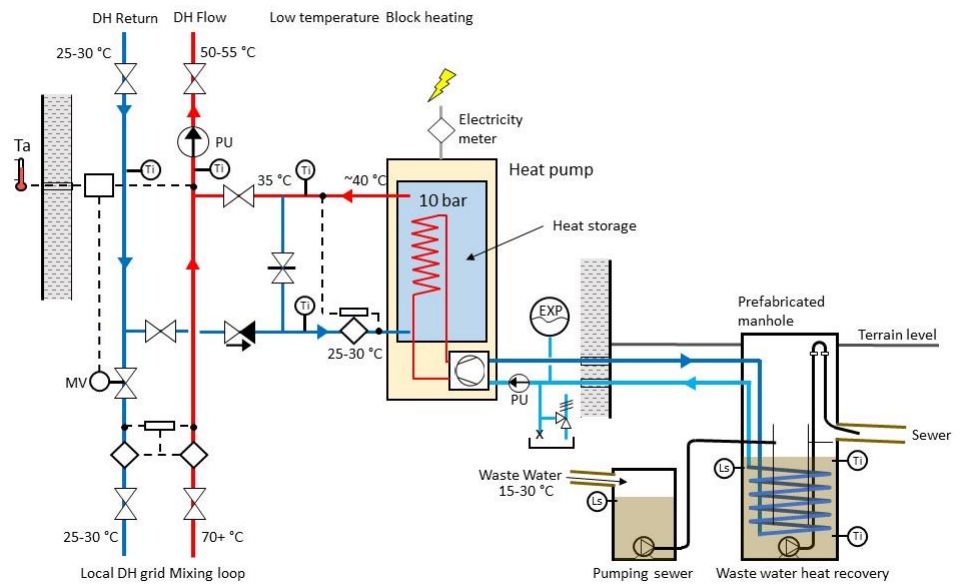 DH Return DH Flow Low temperature Block heating
25-30 °C
50-55 °C
Electricity
meter
Ta
PU
Ti
Ti
Heat pump
35 °C
Ti
~40 °C
10 bar
Heat storage
EXP
Prefabricated
manhole
Terrain level
Ti
25-30 °C
MV
PU
X
Sewer
Waste Water
15-30 °C
Ls
Ls
Ti
Ti
25-30 °C
70+ °C
Local DH grid Mixing loop
Pumping sewer
Waste water heat recovery